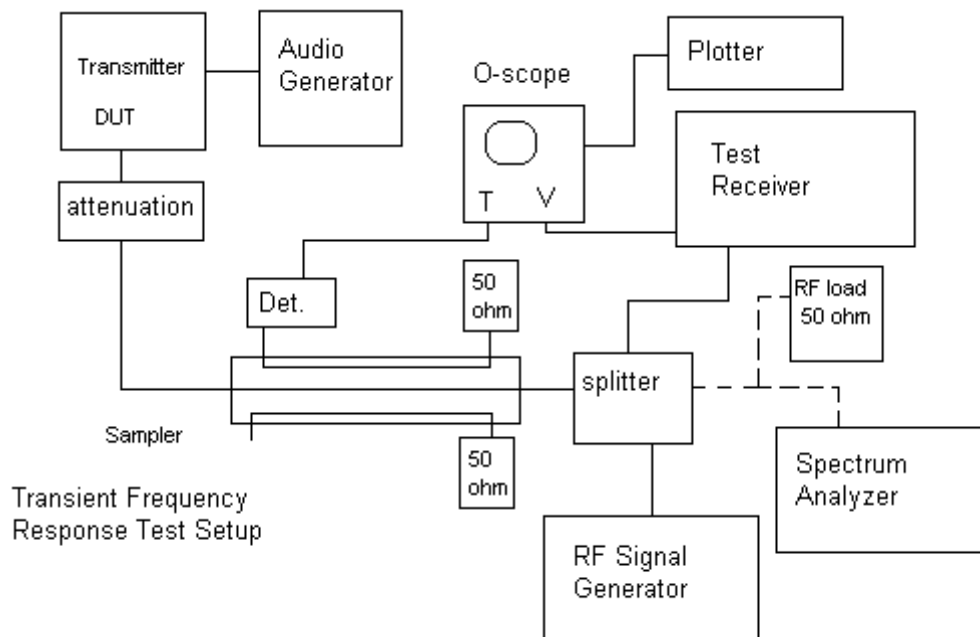 Transmitter
DUT
Audio
Generator
O-scope
T V
Plotter
Test
Receiver
attenuation
Det.
50
ohm
RF load
50 ohm
splitter
Sampler
50
ohm
Spectrum
Analyzer
Transient Frequency
Response Test Setup
RF Signal
Generator